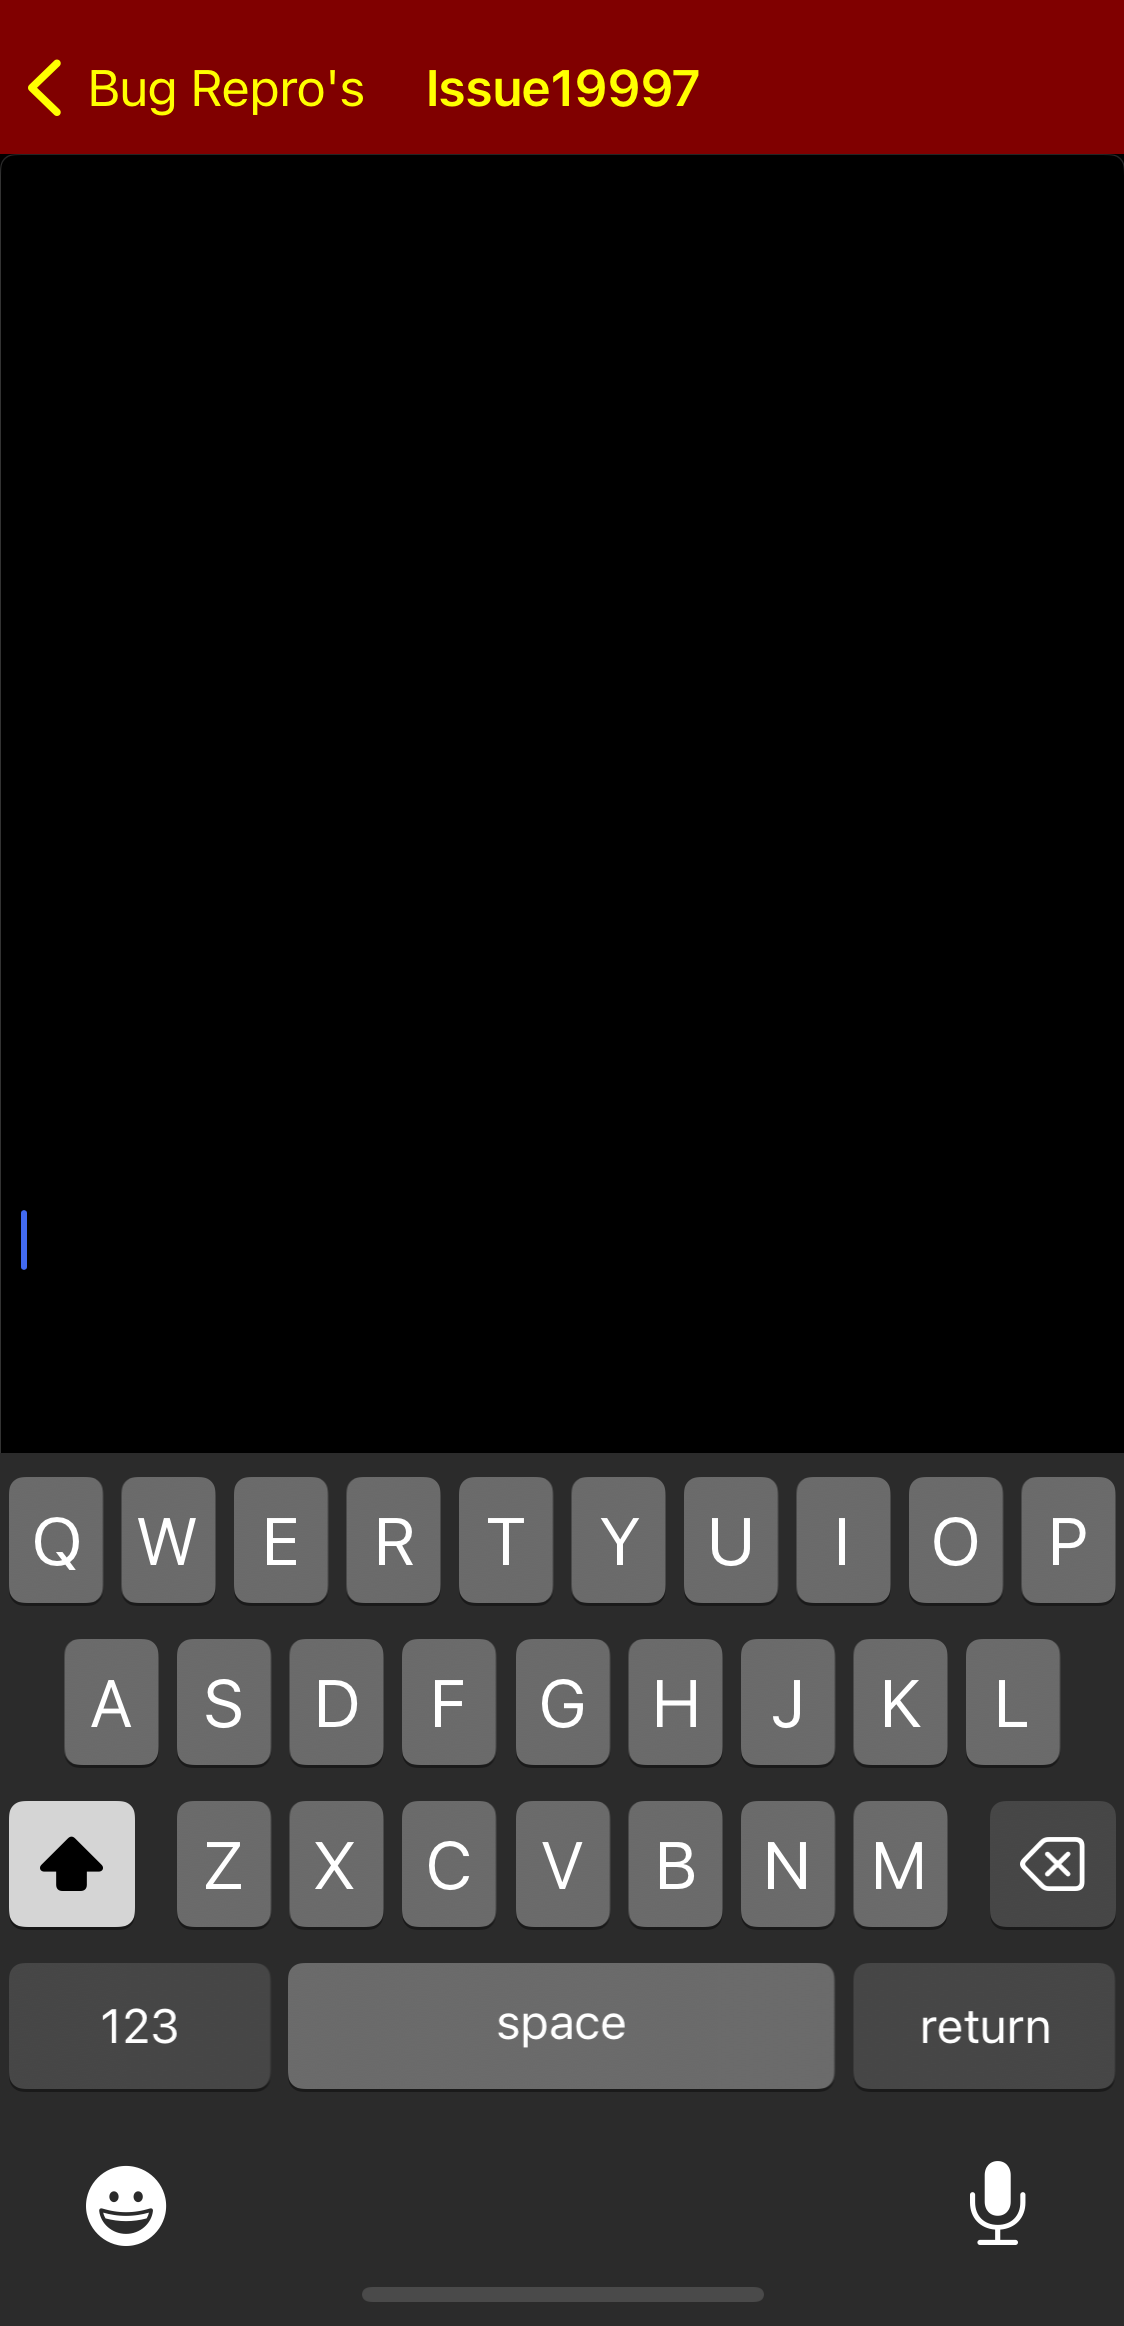 Bug Repro's Issue19997
Q W E R T Y U I O P
A S D F G H J K L
Z X C V B N M
123 space return